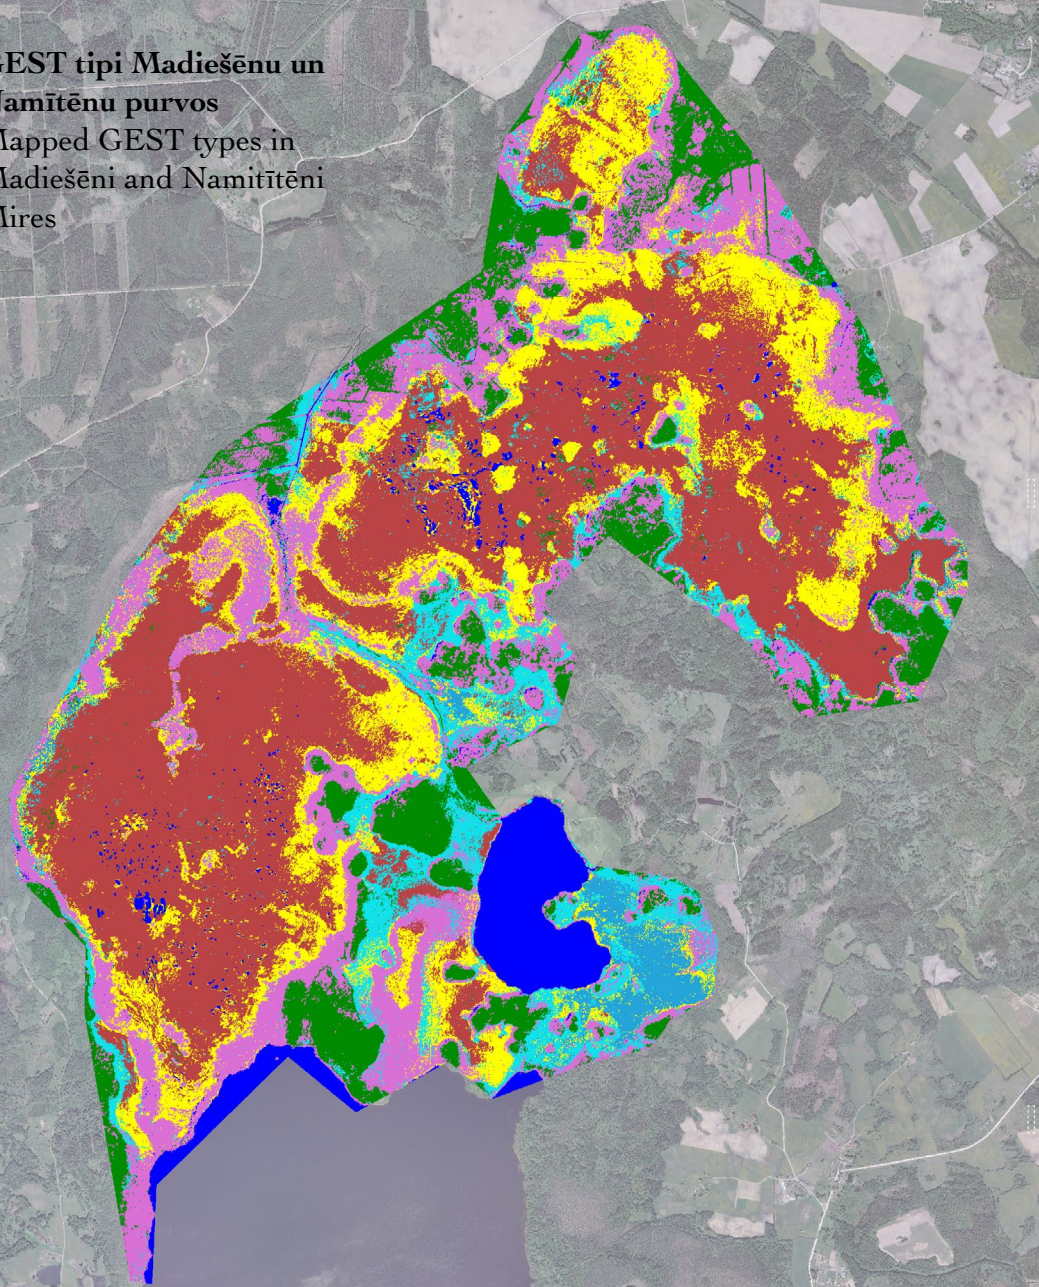 GEST tipi Madiešēnu un
Namītēnu purvos
Mapped GEST types in
Madiešēni and Namitītēni
Mires